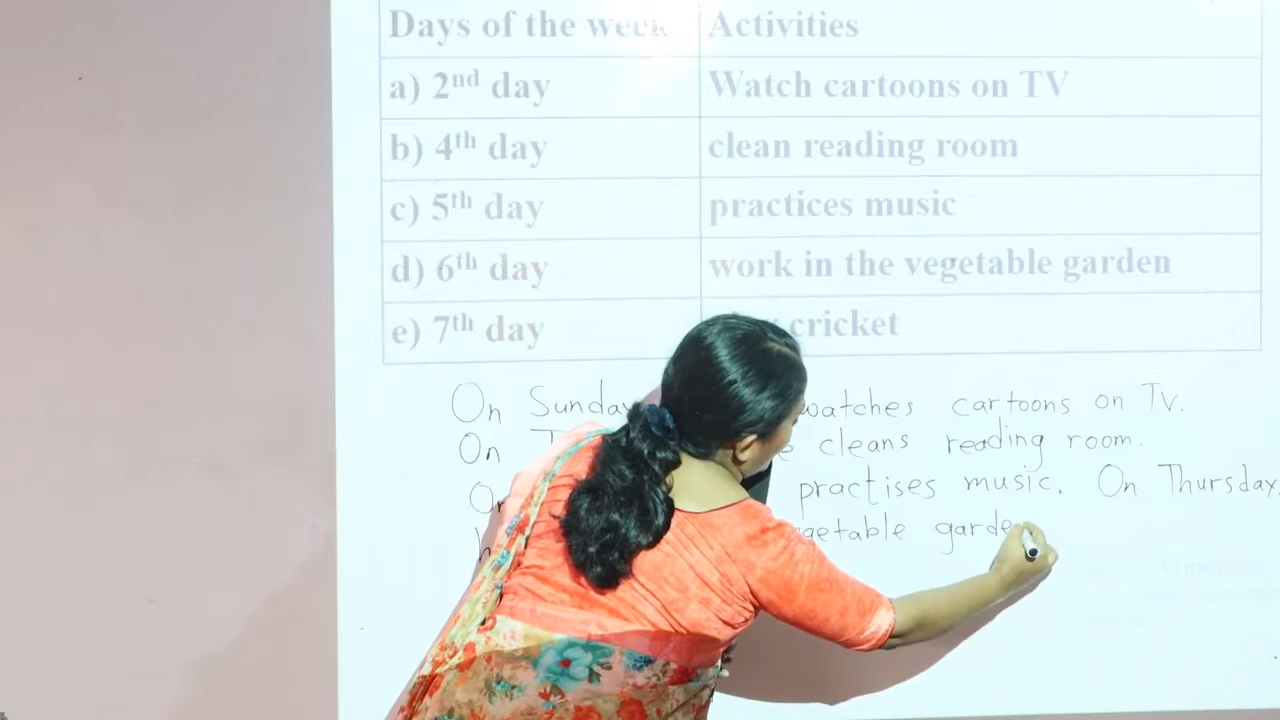 Days of the week Activities
a) 2nd day Watch cartoons on TV
b) 4th day clean reading room
c) 5th day practices music
d) 6th day work in the vegetable garden
e) 7th day cricket
On Sunday watches cartoons on Tv.
On cleans reading room.
On practises music. On Thursday,
garde